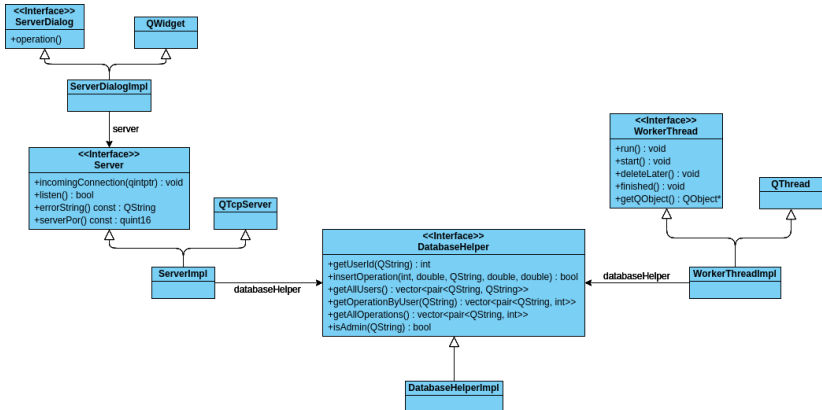 <<Interface>>
ServerDialog
+operation()
QWidget
ServerDialogImpl
server
<<Interface>>
Server
+incomingConnection(qintptr) : void
+listen() : bool
+errorString() const : QString
+serverPor() const : quint16
QTcpServer
ServerImpl
databaseHelper
<<Interface>>
DatabaseHelper
+getUserId(QString) : int
+insertOperation(int, double, QString, double, double) : bool
+getAllUsers() : vector<pair<QString, QString>>
+getOperationByUser(QString) : vector<pair<QString, int>>
+getAllOperations() : vector<pair<QString, int>>
+isAdmin(QString) : bool
DatabaseHelperImpl
<<Interface>>
WorkerThread
+run() : void
+start() : void
+deleteLater() : void
+finished() : void
+getQObject() : QObject*
QThread
WorkerThreadImpl
databaseHelper